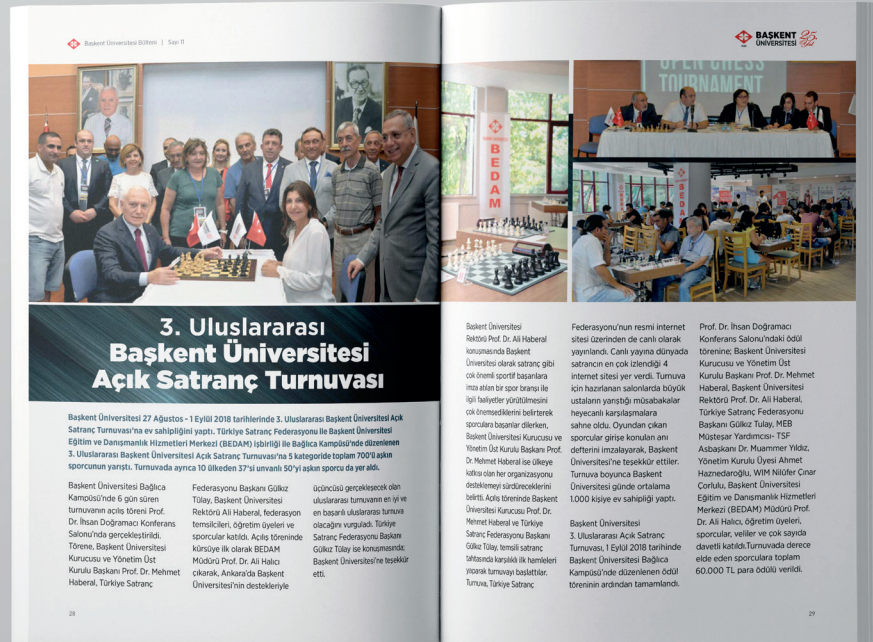 Başkent Üniversitesi Bülteni | Sayı 11
3. Uluslararası
Başkent Üniversitesi
Açık Satranç Turnuvası
Başkent Üniversitesi 27 Ağustos - 1 Eylül 2018 tarihlerinde 3. Uluslararası Başkent Üniversitesi Açık
Satranç Turnuvası'na ev sahipliğini yaptı. Türkiye Satranç Federasyonu ile Başkent Üniversitesi
Eğitim ve Danışmanlık Hizmetleri Merkezi (BEDAM) işbirliği ile Bağlıca Kampüsü'nde düzenlenen
3. Uluslararası Başkent Üniversitesi Açık Satranç Turnuvası'na 5 kategoride toplam 700'ü aşkın
sporcunun yarıştı. Turnuvada ayrıca 10 ülkeden 37'si unvanlı 50'yi aşkın sporcu da yer aldı.
Başkent Üniversitesi Bağlıca
Kampüsü'nde 6 gün süren
turnuvanın açılış töreni Prof.
Dr. İhsan Doğramacı Konferans
Salonu'nda gerçekleştirildi.
Törene, Başkent Üniversitesi
Kurucusu ve Yönetim Üst
Kurulu Başkanı Prof. Dr. Mehmet
Haberal, Türkiye Satranç
Federasyonu Başkanı Gülkız
Tülay, Başkent Üniversitesi
Rektörü Ali Haberal, federasyon
temsilcileri, öğretim üyeleri ve
sporcular katıldı. Açılış töreninde
kürsüye ilk olarak BEDAM
Müdürü Prof. Dr. Ali Halıcı
çıkarak, Ankara'da Başkent
Üniversitesi'nin destekleriyle
üçüncüsü gerçekleşecek olan
uluslararası turnuvanın en iyi ve
en başarılı uluslararası turnuva
olacağını vurguladı. Türkiye
Satranç Federasyonu Başkanı
Gülkız Tülay ise konuşmasında;
Başkent Üniversitesi'ne teşekkür
etti.
28
BAŞKENT
ÜNİVERSİTESİ
25. Yıl
OPEN CHESS
TOURNAMENT
BEDAM
BEDAM
Başkent Üniversitesi
Rektörü Prof. Dr. Ali Haberal
konuşmasında Başkent
Üniversitesi olarak satranç gibi
çok önemli sportif başarılara
imza atılan bir spor branşı ile
ilgili faaliyetler yürütülmesini
çok önemsediklerini belirterek
sporculara başarılar dilerken,
Başkent Üniversitesi Kurucusu ve
Yönetim Üst Kurulu Başkanı Prof.
Dr. Mehmet Haberal ise ülkeye
katkısı olan her organizasyonu
desteklemeyi sürdüreceklerini
belirtti. Açılış töreninde Başkent
Üniversitesi Kurucusu Prof. Dr.
Mehmet Haberal ve Türkiye
Satranç Federasyonu Başkanı
Gülkız Tülay, temsili satranç
tahtasında karşılıklı ilk hamleleri
yaparak turnuvayı başlattılar.
Turnuva, Türkiye Satranç
Federasyonu'nun resmi internet
sitesi üzerinden de canlı olarak
yayınlandı. Canlı yayına dünyada
satrancın en çok izlendiği 4
internet sitesi yer verdi. Turnuva
için hazırlanan salonlarda büyük
ustaların yarıştığı müsabakalar
heyecanlı karşılaşmalara
sahne oldu. Oyundan çıkan
sporcular girişe konulan anı
defterini imzalayarak, Başkent
Üniversitesi'ne teşekkür ettiler.
Turnuva boyunca Başkent
Üniversitesi günde ortalama
1.000 kişiye ev sahipliği yaptı.
Başkent Üniversitesi
3. Uluslararası Açık Satranç
Turnuvası, 1 Eylül 2018 tarihinde
Başkent Üniversitesi Bağlıca
Kampüsü'nde düzenlenen ödül
töreninin ardından tamamlandı.
Prof. Dr. İhsan Doğramacı
Konferans Salonu'ndaki ödül
törenine; Başkent Üniversitesi
Kurucusu ve Yönetim Üst
Kurulu Başkanı Prof. Dr. Mehmet
Haberal, Başkent Üniversitesi
Rektörü Prof. Dr. Ali Haberal,
Türkiye Satranç Federasyonu
Başkanı Gülkız Tülay, MEB
Müşteşar Yardımcısı- TSF
Asbaşkanı Dr. Muammer Yıldız,
Yönetim Kurulu Üyesi Ahmet
Haznedaroğlu, WIM Nilüfer Çınar
Çorlulu, Başkent Üniversitesi
Eğitim ve Danışmanlık Hizmetleri
Merkezi (BEDAM) Müdürü Prof.
Dr. Ali Halıcı, öğretim üyeleri,
sporcular, veliler ve çok sayıda
davetli katıldı.Turnuvada derece
elde eden sporculara toplam
60.000 TL para ödülü verildi.
29